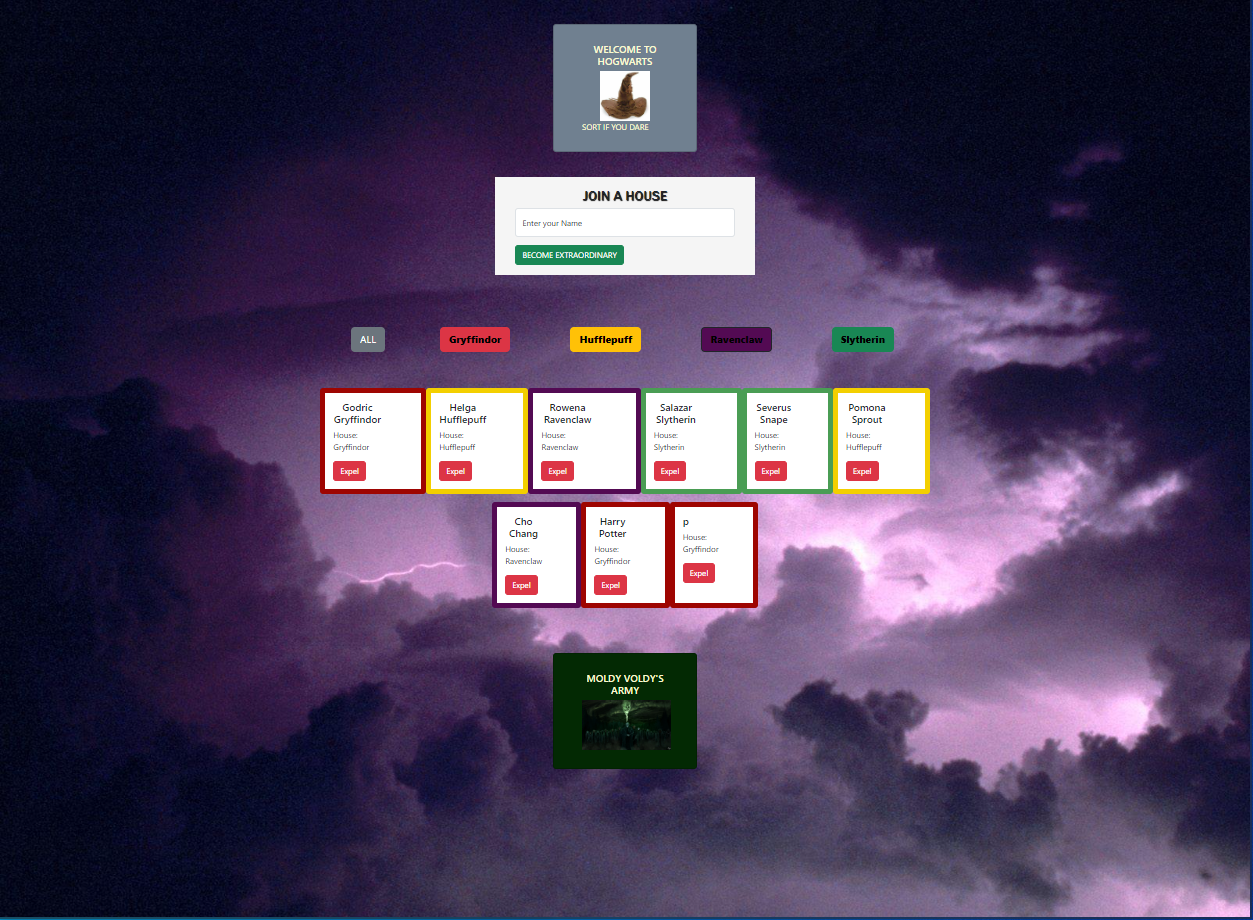 WELCOME TO
HOGWARTS
SORT IF YOU DARE
JOIN A HOUSE
Enter your Name
BECOME EXTRAORDINARY
ALL
Gryffindor
Hufflepuff
Ravenclaw
Slytherin
Godric
Gryffindor
House:
Gryffindor
Expel
Helga
Hufflepuff
House:
Hufflepuff
Expel
Rowena
Ravenclaw
House:
Ravenclaw
Expel
Salazar
Slytherin
House:
Slytherin
Expel
Severus
Snape
House:
Slytherin
Expel
Pomona
Sprout
House:
Hufflepuff
Expel
Cho
Chang
House:
Ravenclaw
Expel
Harry
Potter
House:
Gryffindor
Expel
p
House:
Gryffindor
Expel
MOLDY VOLDY'S
ARMY